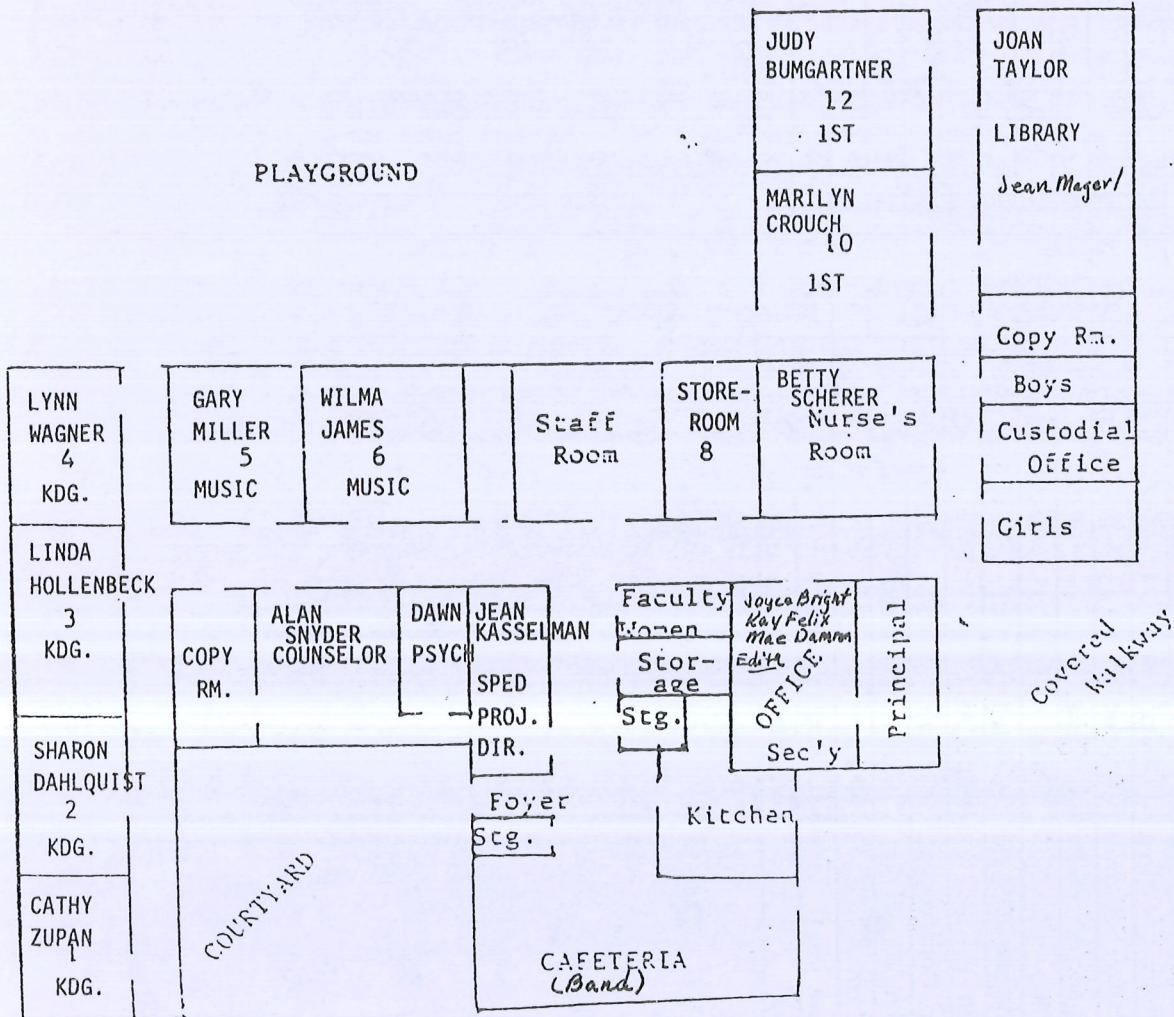 JUDY
BUMGARTNER
12
1ST
JOAN
TAYLOR
LIBRARY
Jean Mager/
PLAYGROUND
MARILYN
CROUCH
10
1ST
Copy Rm.
Boys
Custodial
Office
Girls
LYNN
WAGNER
4
KDG.
GARY
MILLER
5
MUSIC
WILMA
JAMES
6
MUSIC
Staff
Room
STORE-
ROOM
8
BETTY
SCHERER
Nurse's
Room
LINDA
HOLLENBECK
3
KDG.
COPY
RM.
ALAN
SNYDER
COUNSELOR
DAWN
PSYCH
JEAN
KASSELMAN
SPED
PROJ.
DIR.
Faculty
Women
Stor-
age
Stg.
Joyce Bright
Kay Felix
Mae Damm
Edith
OFFICE
Sec'y
Principal
Covered
Walkway
SHARON
DAHLQUIST
2
KDG.
Foyer
Stg.
Kitchen
CATHY
ZUPAN
1
KDG.
COURTYARD
CAFETERIA
(Band)